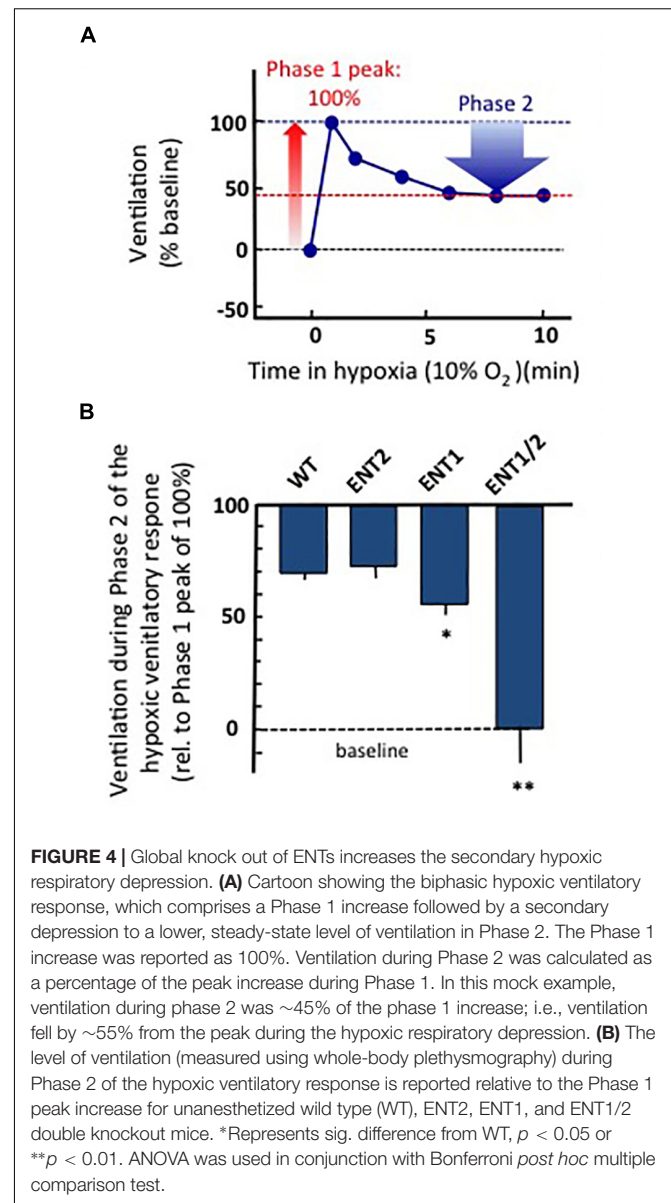 A
Phase 1 peak:
100%
Phase 2
Ventilation
(% baseline)
100
50
0
-50
0
5
10
Time in hypoxia (10% O₂)(min)
B
Ventilation during Phase 2 of the
hypoxic venitlatory respone
(rel. to Phase 1 peak of 100%)
WT
ENT2
ENT1
ENT1/2
100
50
0
baseline
*
**
FIGURE 4 | Global knock out of ENTs increases the secondary hypoxic
respiratory depression. (A) Cartoon showing the biphasic hypoxic ventilatory
response, which comprises a Phase 1 increase followed by a secondary
depression to a lower, steady-state level of ventilation in Phase 2. The Phase 1
increase was reported as 100%. Ventilation during Phase 2 was calculated as
a percentage of the peak increase during Phase 1. In this mock example,
ventilation during phase 2 was ∼45% of the phase 1 increase; i.e., ventilation
fell by ∼55% from the peak during the hypoxic respiratory depression. (B) The
level of ventilation (measured using whole-body plethysmography) during
Phase 2 of the hypoxic ventilatory response is reported relative to the Phase 1
peak increase for unanesthetized wild type (WT), ENT2, ENT1, and ENT1/2
double knockout mice. *Represents sig. difference from WT, p < 0.05 or
**p < 0.01. ANOVA was used in conjunction with Bonferroni post hoc multiple
comparison test.